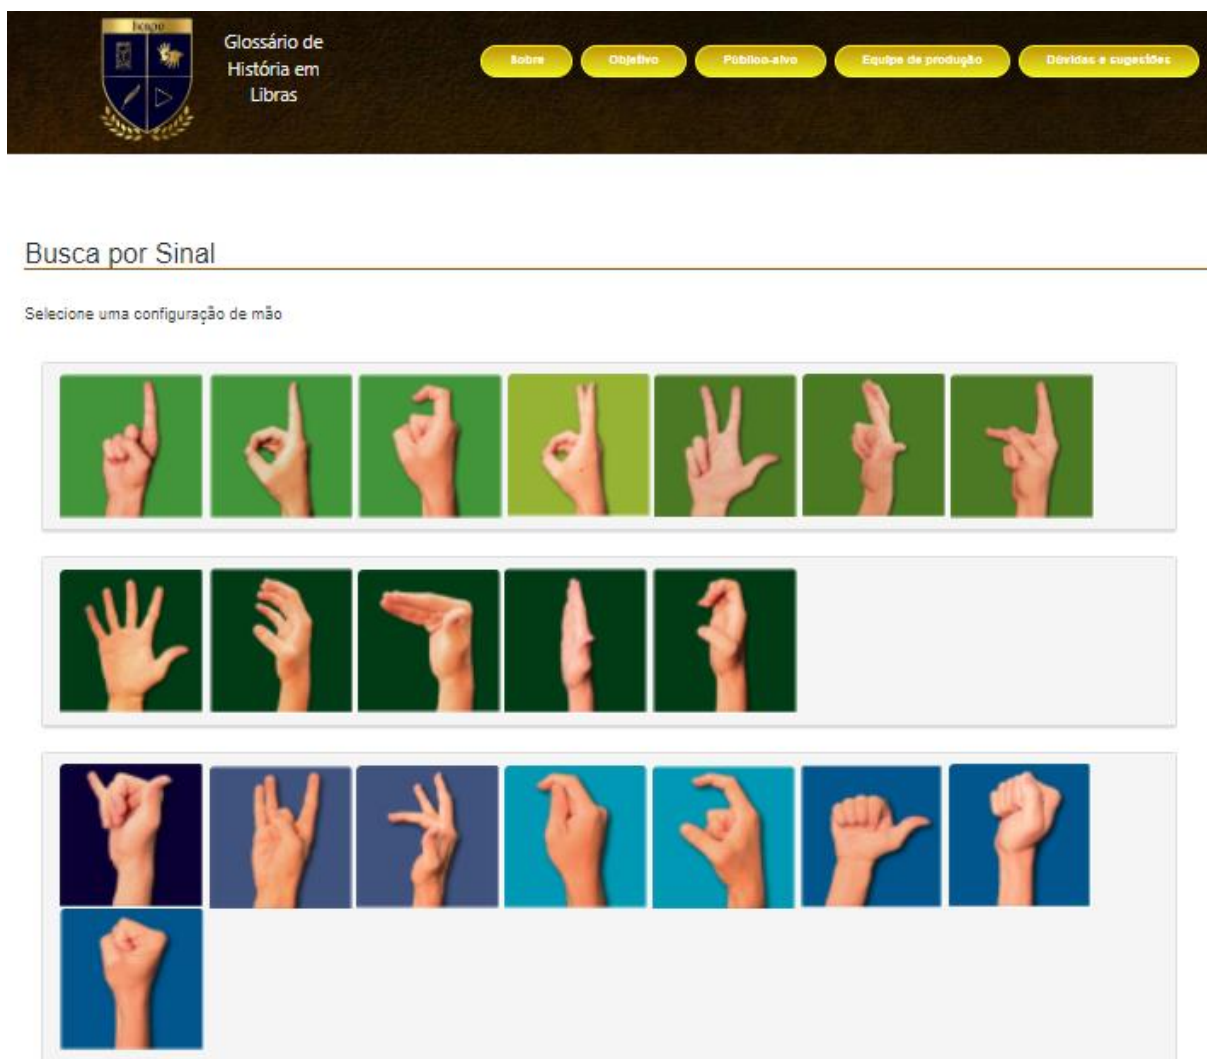 Glossário de
História em
Libras
Sobre
Objetivo
Público-alvo
Equipe de produção
Dúvidas e sugestões
Busca por Sinal
Selecione uma configuração de mão